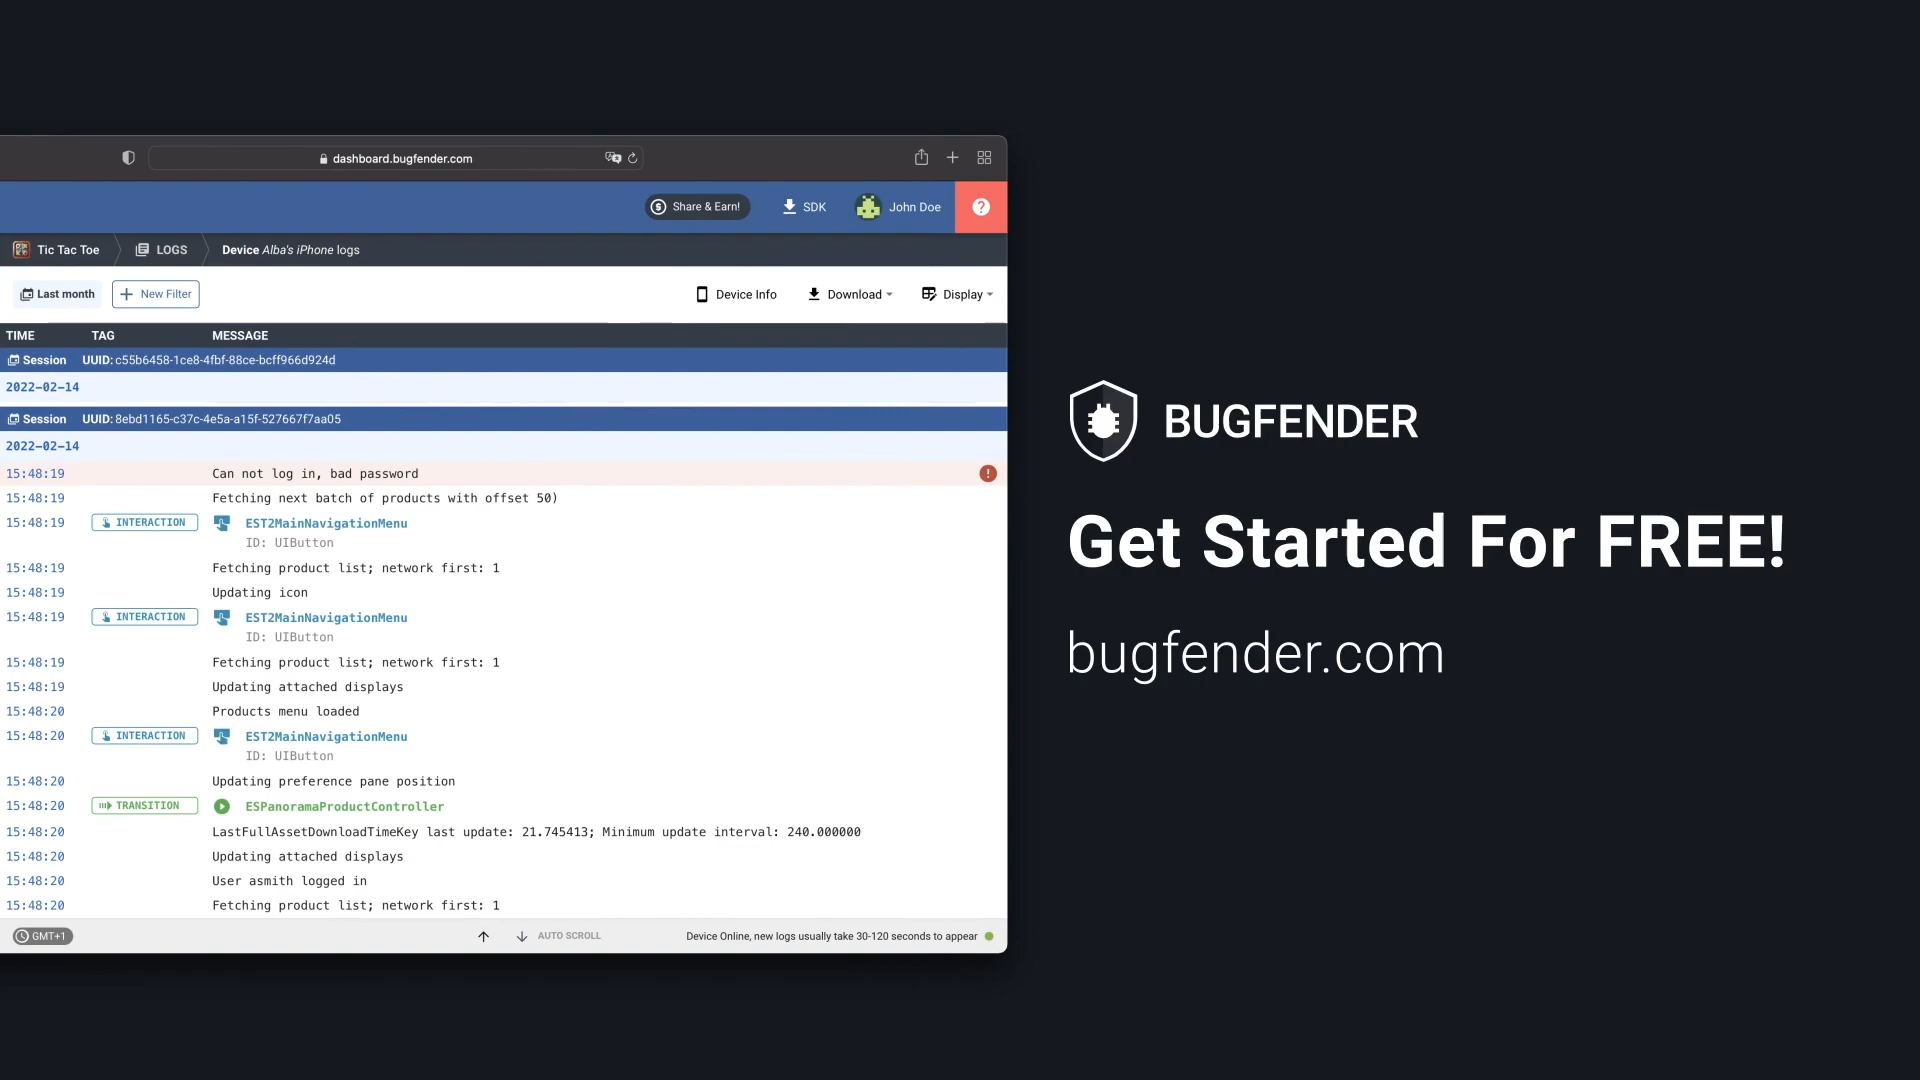 dashboard.bugfender.com
Share & Earn!
SDK
John Doe
Tic Tac Toe
LOGS
Device Alba's iPhone logs
Last month
New Filter
Device Info
Download
Display
TIME TAG MESSAGE
Session UUID: c55b6458-1ce8-4fbf-88ce-bcff966d924d
2022-02-14
Session UUID: 8ebd1165-c37c-4e5a-a15f-527667f7aa05
2022-02-14
15:48:19 Can not log in, bad password
15:48:19 Fetching next batch of products with offset 50)
15:48:19 INTERACTION EST2MainNavigationMenu
ID: UIButton
15:48:19 Fetching product list; network first: 1
15:48:19 Updating icon
15:48:19 INTERACTION EST2MainNavigationMenu
ID: UIButton
15:48:19 Fetching product list; network first: 1
15:48:19 Updating attached displays
15:48:20 Products menu loaded
15:48:20 INTERACTION EST2MainNavigationMenu
ID: UIButton
15:48:20 Updating preference pane position
15:48:20 TRANSITION ESPanoramaProductController
15:48:20 LastFullAssetDownloadTimeKey last update: 21.745413; Minimum update interval: 240.000000
15:48:20 Updating attached displays
15:48:20 User asmith logged in
15:48:20 Fetching product list; network first: 1
GMT+1
AUTO SCROLL
Device Online, new logs usually take 30-120 seconds to appear
BUGFENDER
Get Started For FREE!
bugfender.com